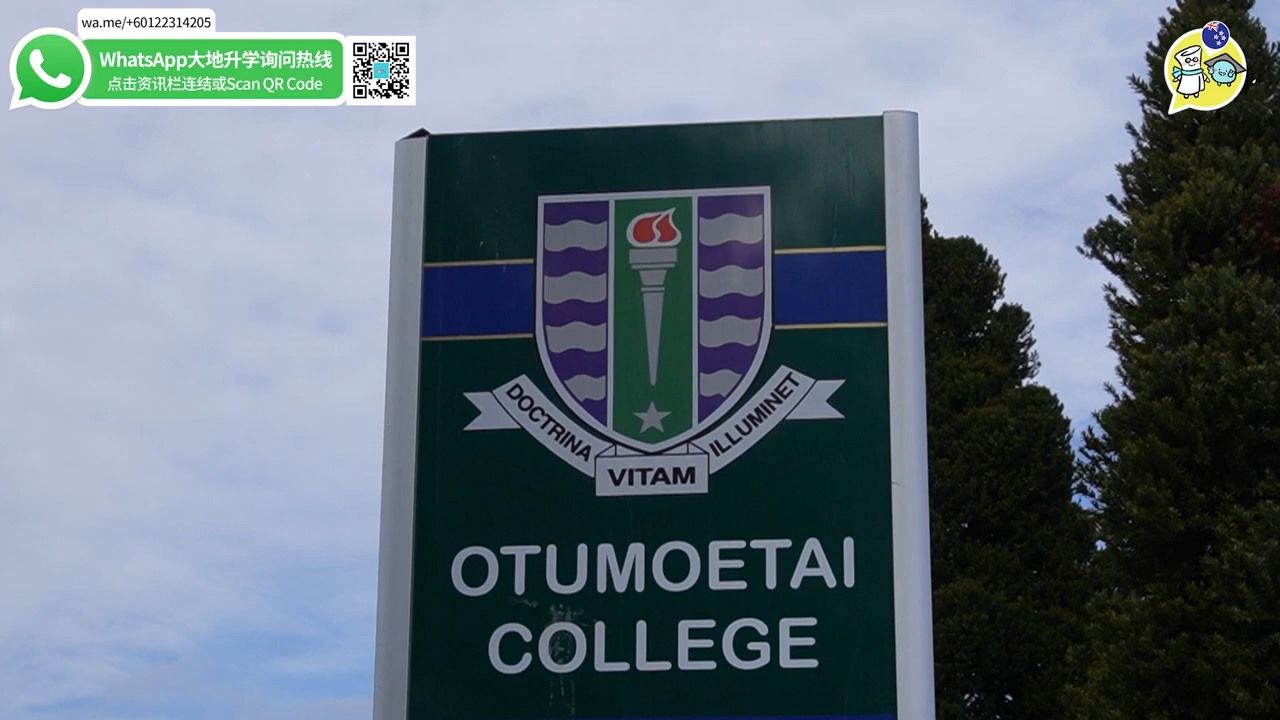 wa.me/+60122314205
WhatsApp大地升学询问热线
点击资讯栏连结或Scan QR Code
DOCTRINA
VITAM
ILLUMINET
OTUMOETAI
COLLEGE